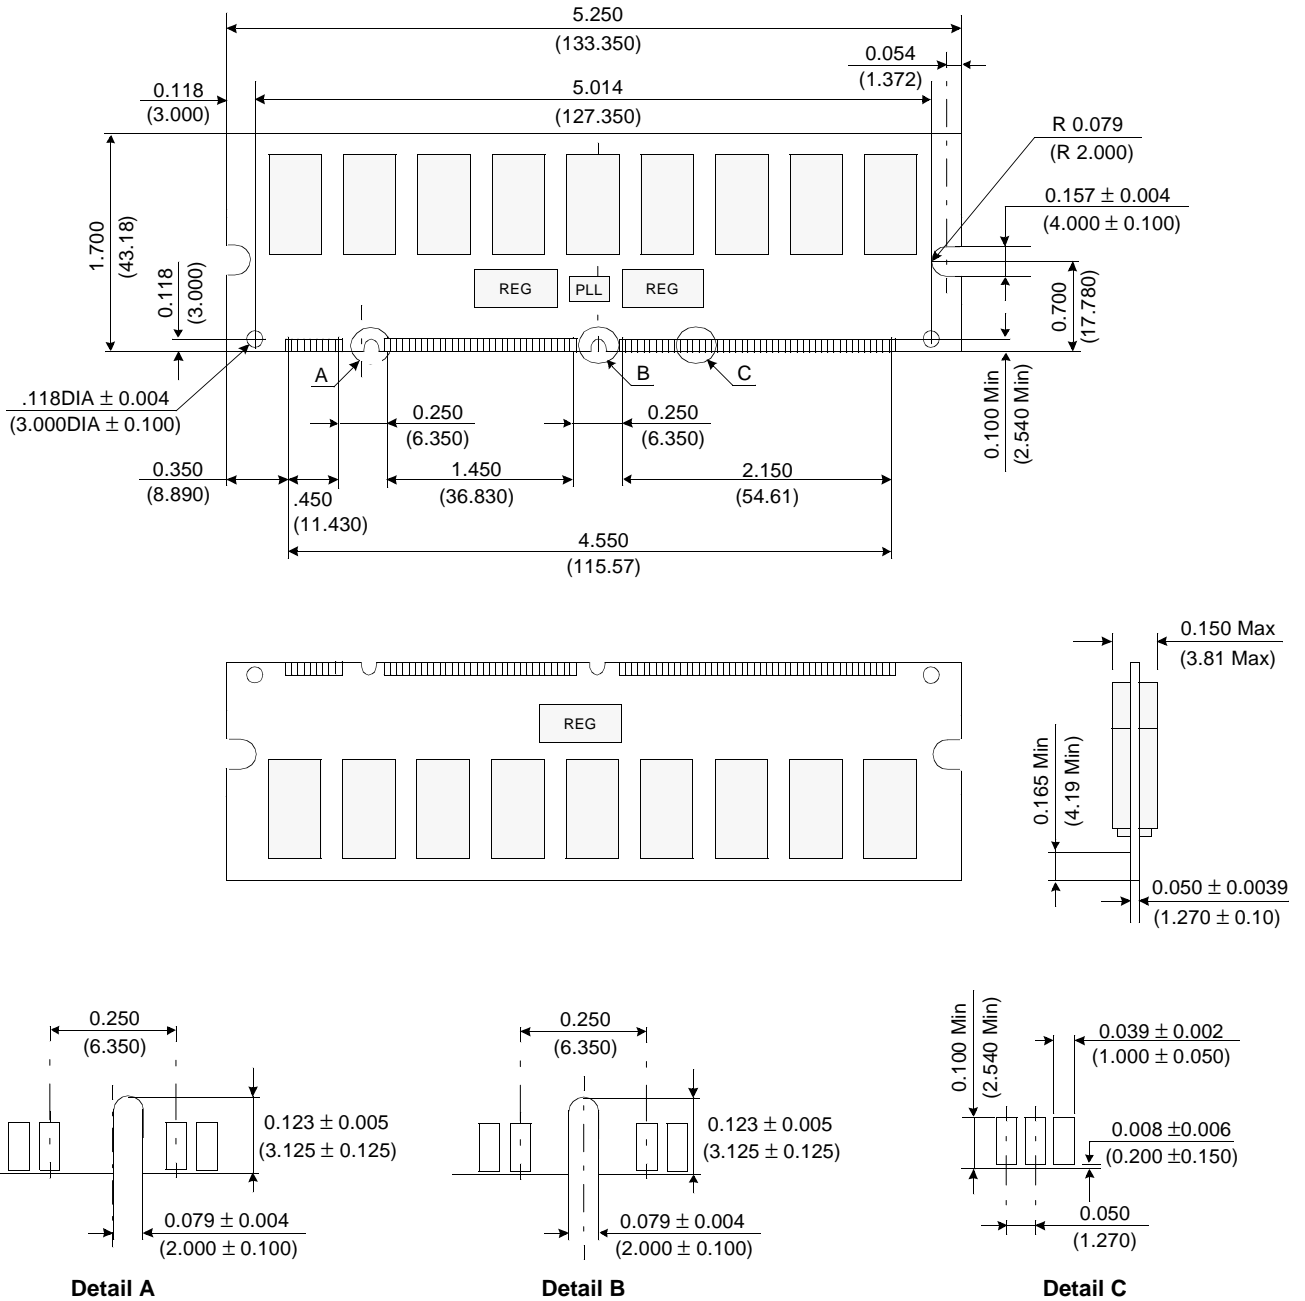 5.250
(133.350)
0.054
(1.372)
0.118
(3.000)
5.014
(127.350)
R 0.079
(R 2.000)
0.157 ± 0.004
(4.000 ± 0.100)
1.700
(43.18)
0.118
(3.000)
REG
PLL
REG
0.700
(17.780)
A
B
C
.118DIA ± 0.004
(3.000DIA ± 0.100)
0.250
(6.350)
0.250
(6.350)
0.100 Min
(2.540 Min)
0.350
(8.890)
.450
(11.430)
1.450
(36.830)
2.150
(54.61)
4.550
(115.57)
0.150 Max
(3.81 Max)
REG
0.165 Min
(4.19 Min)
0.050 ± 0.0039
(1.270 ± 0.10)
0.250
(6.350)
0.123 ± 0.005
(3.125 ± 0.125)
0.079 ± 0.004
(2.000 ± 0.100)
Detail A
0.250
(6.350)
0.123 ± 0.005
(3.125 ± 0.125)
0.079 ± 0.004
(2.000 ± 0.100)
Detail B
0.100 Min
(2.540 Min)
0.039 ± 0.002
(1.000 ± 0.050)
0.008 ±0.006
(0.200 ±0.150)
0.050
(1.270)
Detail C